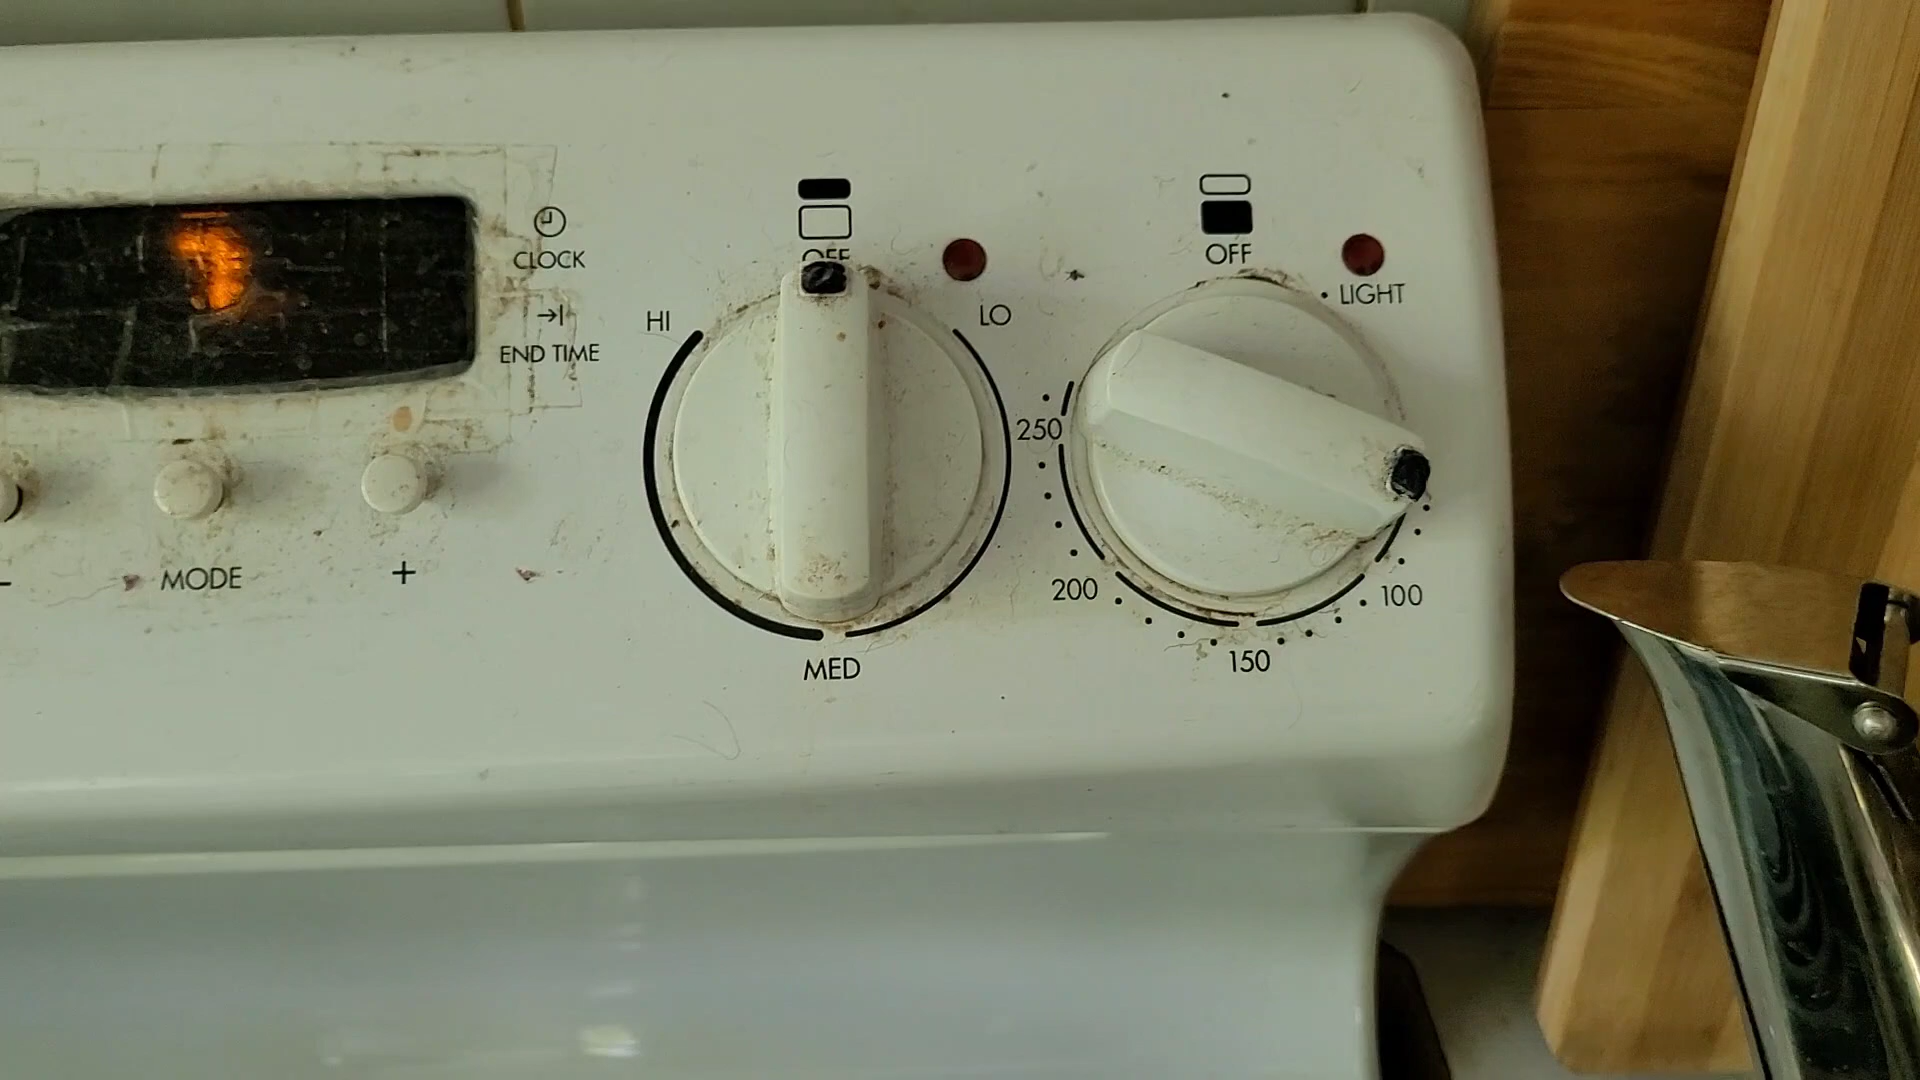 CLOCK
→|
END TIME
- MODE +
OFF
HI
LO
MED
OFF
LIGHT
250
200
150
100